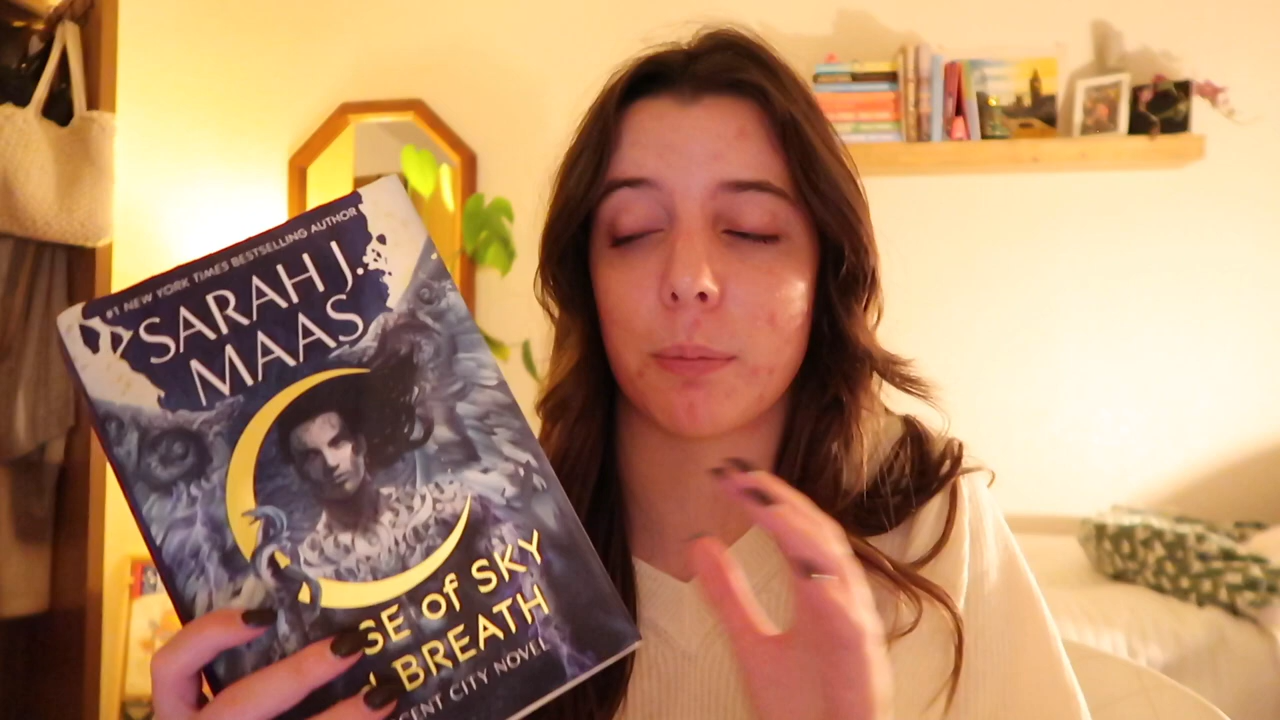 #1 NEW YORK TIMES BESTSELLING AUTHOR
SARAH J.
MAAS
SE of SKY
BREATH
CENT CITY NOVEL